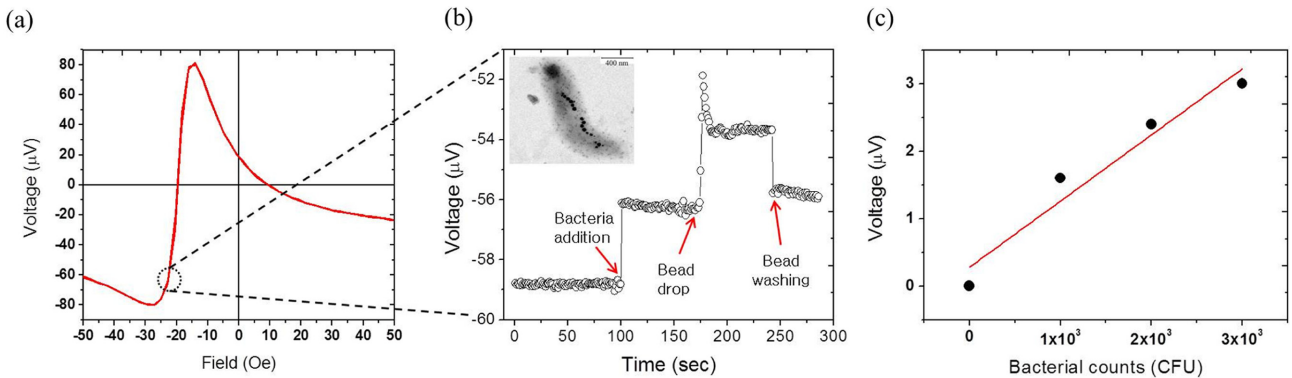 (a)
(b)
(c)
80
60
40
20
0
-20
-40
-60
-80
Voltage (μV)
-50
-40
-30
-20
-10
0
10
20
30
40
50
Field (Oe)
400 nm
-52
-54
-56
-58
-60
Voltage (μV)
Bacteria
addition
Bead
drop
Bead
washing
0
50
100
150
200
250
300
Time (sec)
3
2
1
0
Voltage (μV)
0
1x10³
2x10³
3x10³
Bacterial counts (CFU)